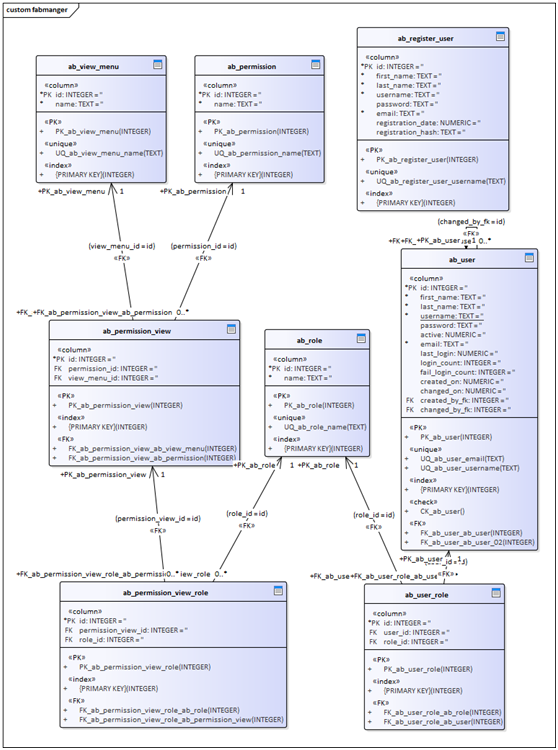 custom fabmanger
ab_view_menu
«column»
*PK id: INTEGER = ''
* name: TEXT = ''
«PK»
+ PK_ab_view_menu(INTEGER)
«unique»
+ UQ_ab_view_menu_name(TEXT)
«index»
+ {PRIMARY KEY}(INTEGER)
+PK_ab_view_menu 1
ab_permission
«column»
*PK id: INTEGER = ''
* name: TEXT = ''
«PK»
+ PK_ab_permission(INTEGER)
«unique»
+ UQ_ab_permission_name(TEXT)
«index»
+ {PRIMARY KEY}(INTEGER)
+PK_ab_permission 1
ab_register_user
«column»
*PK id: INTEGER = ''
* first_name: TEXT = ''
* last_name: TEXT = ''
* username: TEXT = ''
password: TEXT = ''
* email: TEXT = ''
registration_date: NUMERIC = ''
registration_hash: TEXT = ''
«PK»
+ PK_ab_register_user(INTEGER)
«unique»
+ UQ_ab_register_user_username(TEXT)
«index»
+ {PRIMARY KEY}(INTEGER)
(changed_by_fk = id)
«FK»
+FK+FK_+PK_ab_user 1 0..*
(view_menu_id = id)
«FK»
(permission_id = id)
«FK»
+FK_+FK_ab_permission_view_ab_permission 0..*
ab_user
«column»
*PK id: INTEGER = ''
* first_name: TEXT = ''
* last_name: TEXT = ''
* username: TEXT = ''
password: TEXT = ''
active: NUMERIC = ''
* email: TEXT = ''
last_login: NUMERIC = ''
login_count: INTEGER = ''
fail_login_count: INTEGER = ''
created_on: NUMERIC = ''
changed_on: NUMERIC = ''
FK created_by_fk: INTEGER = ''
FK changed_by_fk: INTEGER = ''
«PK»
+ PK_ab_user(INTEGER)
«unique»
+ UQ_ab_user_email(TEXT)
+ UQ_ab_user_username(TEXT)
«index»
+ {PRIMARY KEY}(INTEGER)
«check»
+ CK_ab_user()
«FK»
+ FK_ab_user_ab_user(INTEGER)
+ FK_ab_user_ab_user_02(INTEGER)
ab_permission_view
«column»
*PK id: INTEGER = ''
FK permission_id: INTEGER = ''
FK view_menu_id: INTEGER = ''
«PK»
+ PK_ab_permission_view(INTEGER)
«index»
+ {PRIMARY KEY}(INTEGER)
«FK»
+ FK_ab_permission_view_ab_view_menu(INTEGER)
+ FK_ab_permission_view_ab_permission(INTEGER)
+PK_ab_permission_view 1
ab_role
«column»
*PK id: INTEGER = ''
* name: TEXT = ''
«PK»
+ PK_ab_role(INTEGER)
«unique»
+ UQ_ab_role_name(TEXT)
«index»
+ {PRIMARY KEY}(INTEGER)
+PK_ab_role 1 +PK_ab_role 1
(permission_view_id = id)
«FK»
(role_id = id)
«FK»
(role_id = id)
«FK»
+PK_ab_user 1
«FK»
+FK_ab_permission_view_role_ab_permissi 0..* iew_role 0..*
+FK_ab_use+FK_ab_user_role_ab_use
ab_permission_view_role
«column»
*PK id: INTEGER = ''
FK permission_view_id: INTEGER = ''
FK role_id: INTEGER = ''
«PK»
+ PK_ab_permission_view_role(INTEGER)
«index»
+ {PRIMARY KEY}(INTEGER)
«FK»
+ FK_ab_permission_view_role_ab_role(INTEGER)
+ FK_ab_permission_view_role_ab_permission_view(INTEGER)
ab_user_role
«column»
*PK id: INTEGER = ''
FK user_id: INTEGER = ''
FK role_id: INTEGER = ''
«PK»
+ PK_ab_user_role(INTEGER)
«index»
+ {PRIMARY KEY}(INTEGER)
«FK»
+ FK_ab_user_role_ab_role(INTEGER)
+ FK_ab_user_role_ab_user(INTEGER)